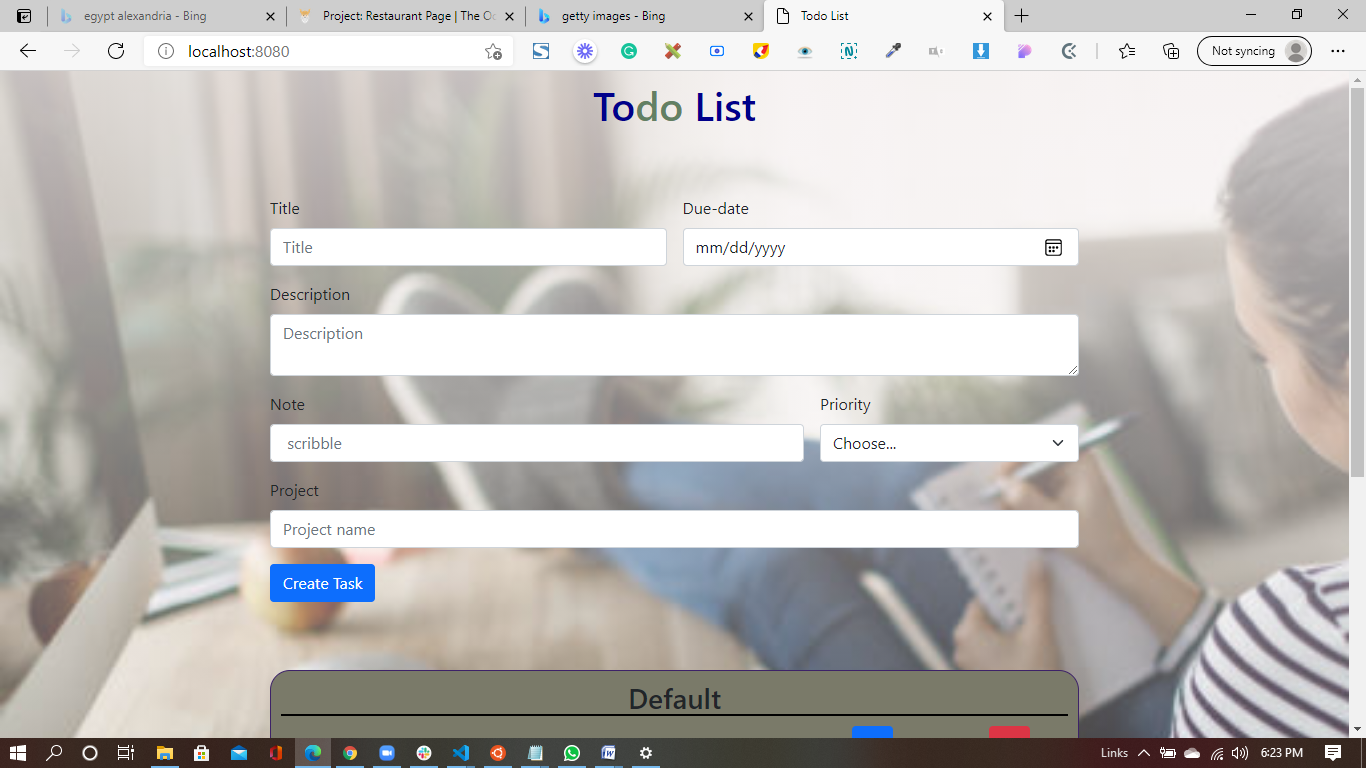 egypt alexandria - Bing
Project: Restaurant Page | The Oc
getty images - Bing
Todo List
localhost:8080
Not syncing
Todo List
Title
Due-date
Title
mm/dd/yyyy
Description
Description
Note
Priority
scribble
Choose...
Project
Project name
Create Task
Default
Links
6:23 PM